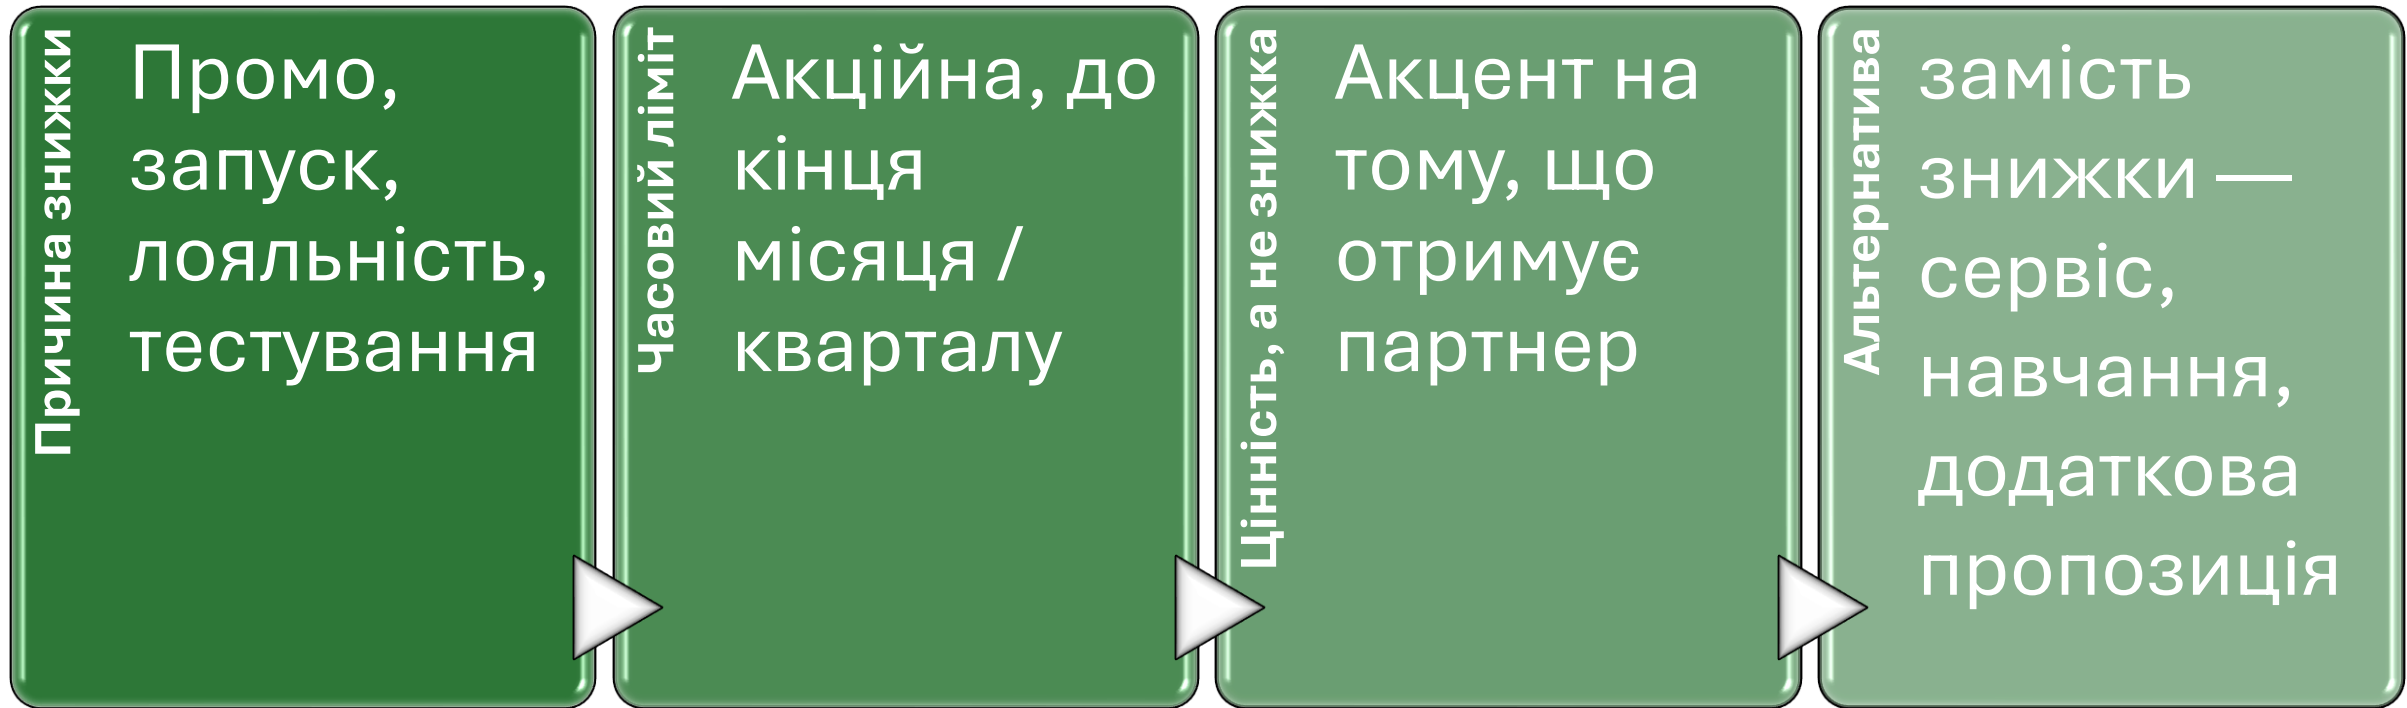 Причина знижки
Промо,
запуск,
лояльність,
тестування
Часовий ліміт
Акційна, до
кінця
місяця /
кварталу
Цінність, а не знижка
Акцент на
тому, що
отримує
партнер
Альтернатива
замість
знижки —
сервіс,
навчання,
додаткова
пропозиція